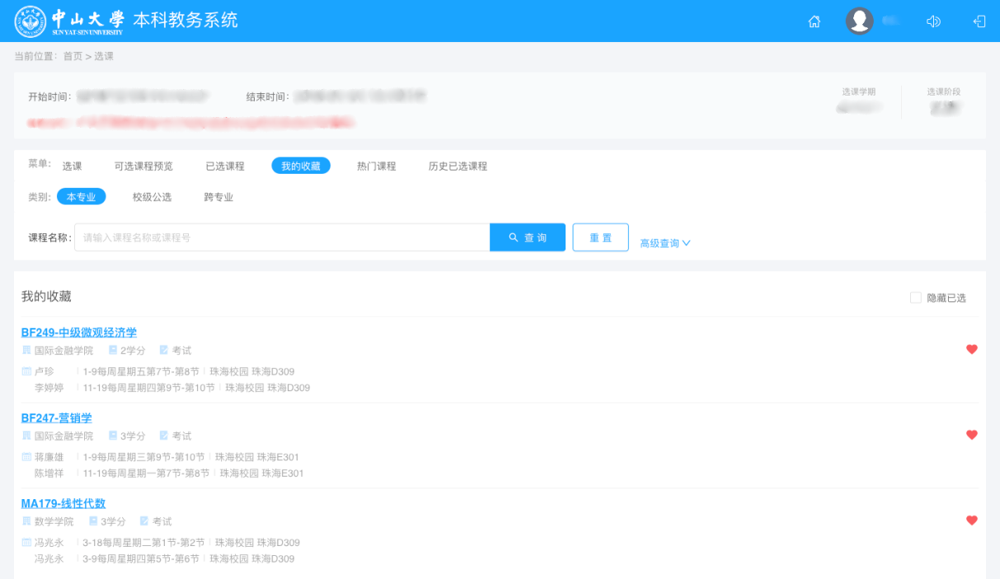 中山大學 本科教务系统
SUN YAT-SEN UNIVERSITY
当前位置：首页 > 选课
开始时间： 结束时间： 选课学期 选课阶段
菜单： 选课 可选课程预览 已选课程 我的收藏 热门课程 历史已选课程
类别： 本专业 校级公选 跨专业
课程名称： 请输入课程名称或课程号 查 询 重 置 高级查询
我的收藏 隐藏已选
BF249-中级微观经济学
国际金融学院 2学分 考试
卢珍 1-9每周星期五第7节-第8节 珠海校园 珠海D309
李婷婷 11-19每周星期四第9节-第10节 珠海校园 珠海D309
BF247-营销学
国际金融学院 3学分 考试
蒋廉雄 1-9每周星期三第9节-第10节 珠海校园 珠海E301
陈增祥 11-19每周星期一第7节-第8节 珠海校园 珠海E301
MA179-线性代数
数学学院 3学分 考试
冯兆永 3-18每周星期二第1节-第2节 珠海校园 珠海D309
冯兆永 3-9每周星期四第5节-第6节 珠海校园 珠海D309